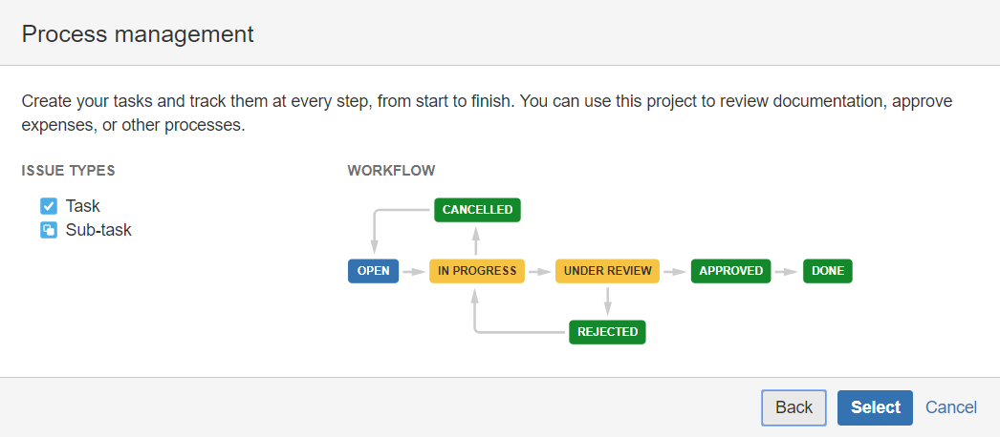 Process management
Create your tasks and track them at every step, from start to finish. You can use this project to review documentation, approve
expenses, or other processes.
ISSUE TYPES
WORKFLOW
Task
Sub-task
CANCELLED
OPEN
IN PROGRESS
UNDER REVIEW
APPROVED
DONE
REJECTED
Back
Select
Cancel